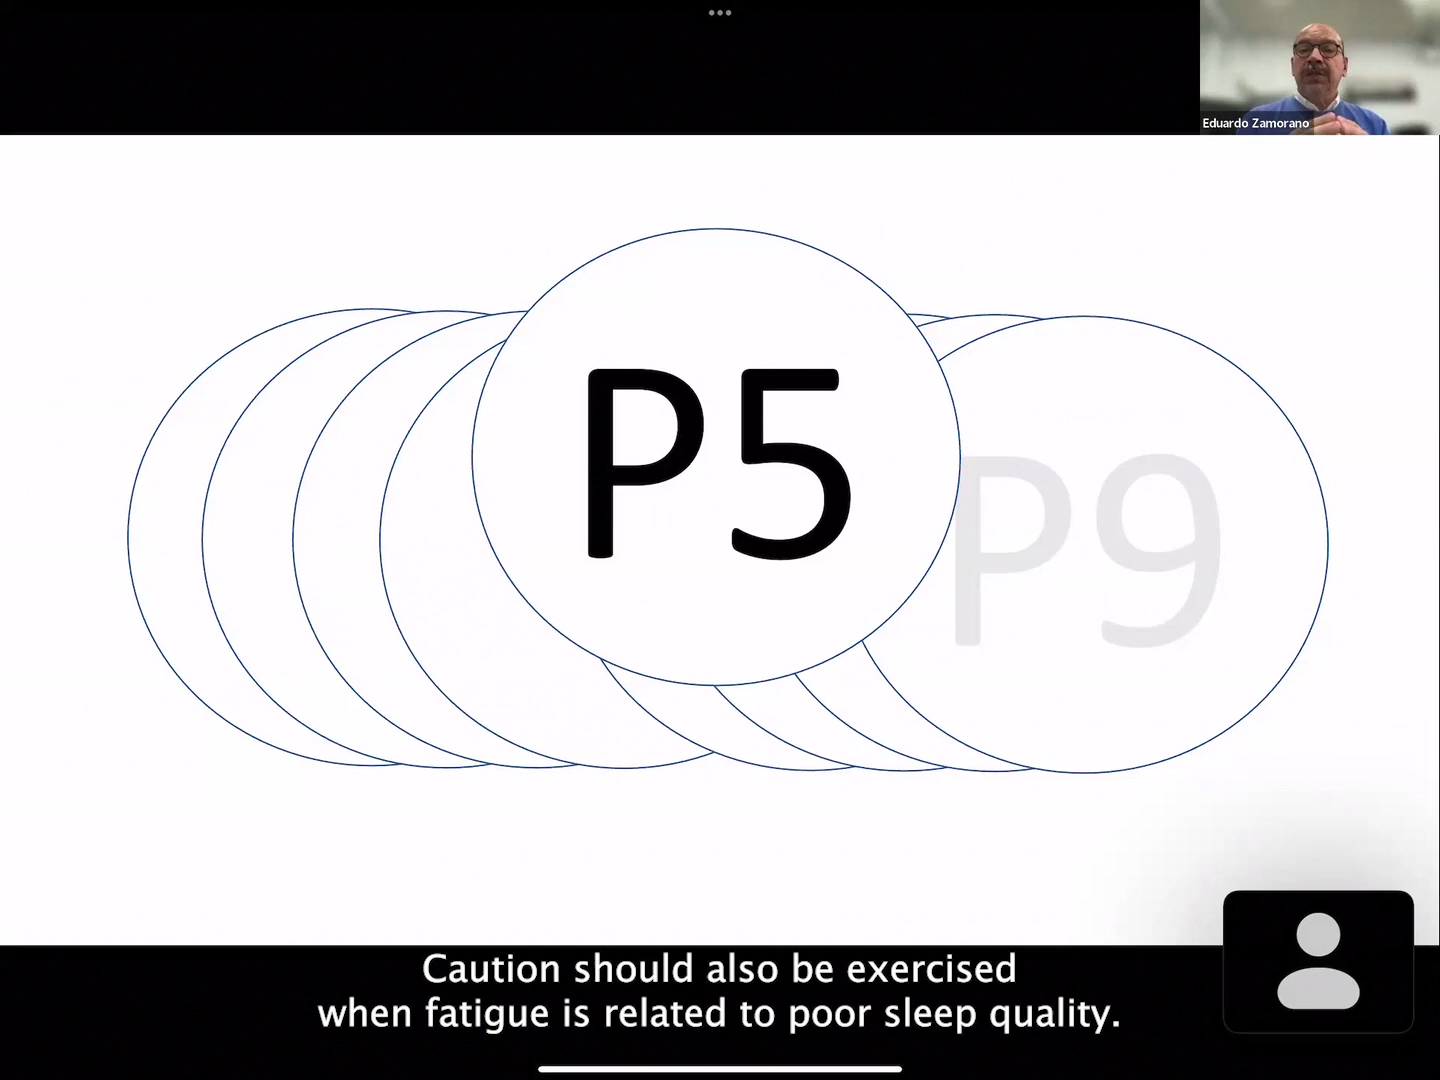 Eduardo Zamorano
P5
P9
Caution should also be exercised
when fatigue is related to poor sleep quality.